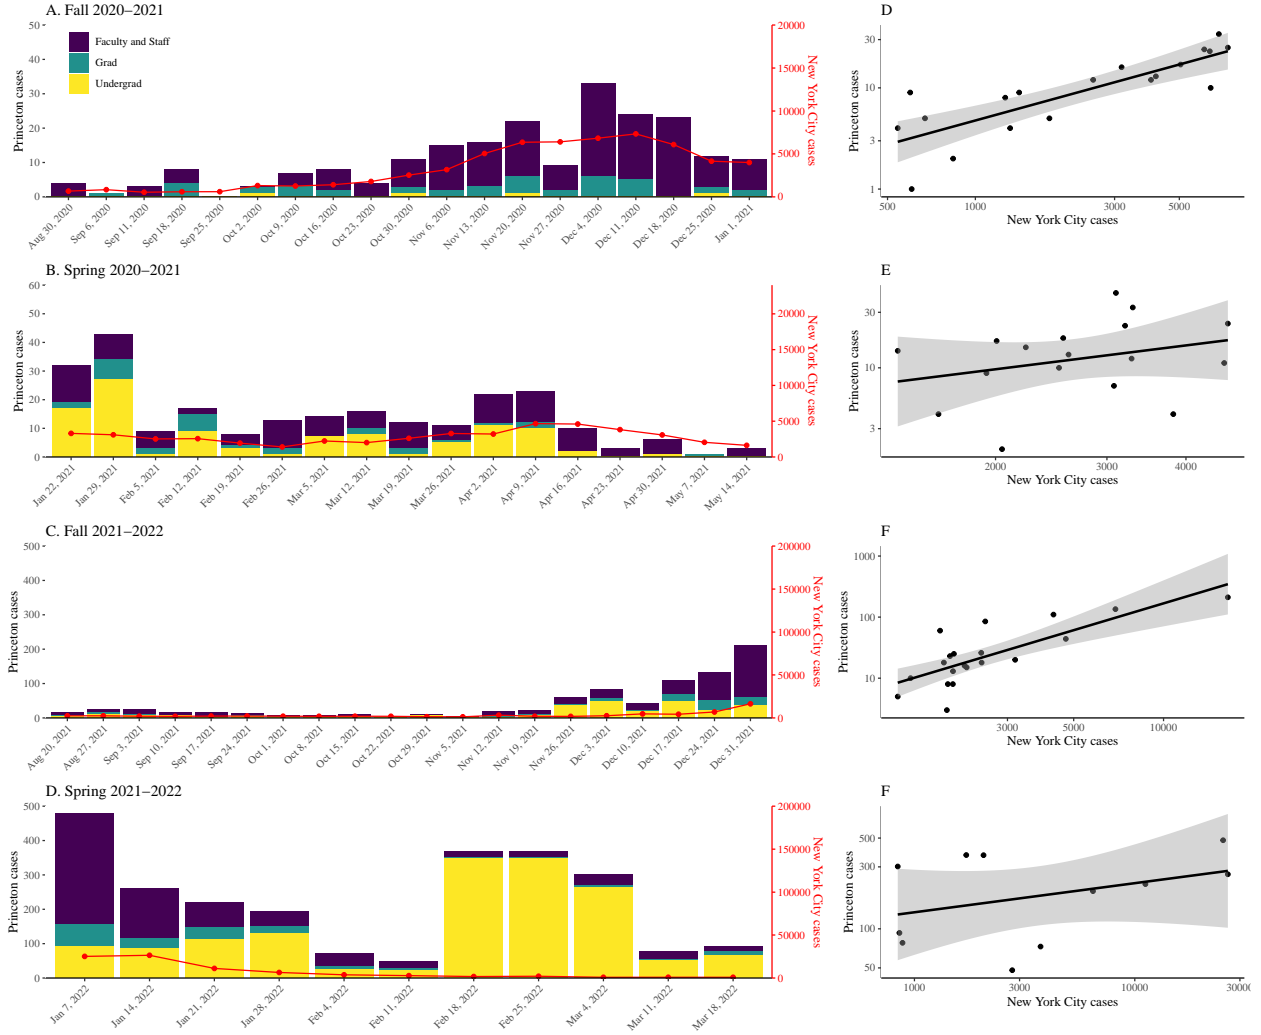 A. Fall 2020−2021
50
40
30
20
10
0
Princeton cases
Faculty and Staff
Grad
Undergrad
20000
15000
10000
5000
0
New York City cases
Aug 30, 2020
Sep 6, 2020
Sep 11, 2020
Sep 18, 2020
Sep 25, 2020
Oct 2, 2020
Oct 9, 2020
Oct 16, 2020
Oct 23, 2020
Oct 30, 2020
Nov 6, 2020
Nov 13, 2020
Nov 20, 2020
Nov 27, 2020
Dec 4, 2020
Dec 11, 2020
Dec 18, 2020
Dec 25, 2020
Jan 1, 2021
D
30
10
3
1
Princeton cases
500
1000
3000
5000
New York City cases
B. Spring 2020−2021
60
50
40
30
20
10
0
Princeton cases
20000
15000
10000
5000
0
New York City cases
Jan 22, 2021
Jan 29, 2021
Feb 5, 2021
Feb 12, 2021
Feb 19, 2021
Feb 26, 2021
Mar 5, 2021
Mar 12, 2021
Mar 19, 2021
Mar 26, 2021
Apr 2, 2021
Apr 9, 2021
Apr 16, 2021
Apr 23, 2021
Apr 30, 2021
May 7, 2021
May 14, 2021
E
30
10
3
Princeton cases
2000
3000
4000
New York City cases
C. Fall 2021−2022
500
400
300
200
100
0
Princeton cases
200000
150000
100000
50000
0
New York City cases
Aug 20, 2021
Aug 27, 2021
Sep 3, 2021
Sep 10, 2021
Sep 17, 2021
Sep 24, 2021
Oct 1, 2021
Oct 8, 2021
Oct 15, 2021
Oct 22, 2021
Oct 29, 2021
Nov 5, 2021
Nov 12, 2021
Nov 19, 2021
Nov 26, 2021
Dec 3, 2021
Dec 10, 2021
Dec 17, 2021
Dec 24, 2021
Dec 31, 2021
F
1000
100
10
Princeton cases
3000
5000
10000
New York City cases
D. Spring 2021−2022
500
400
300
200
100
0
Princeton cases
200000
150000
100000
50000
0
New York City cases
Jan 7, 2022
Jan 14, 2022
Jan 21, 2022
Jan 28, 2022
Feb 4, 2022
Feb 11, 2022
Feb 18, 2022
Feb 25, 2022
Mar 4, 2022
Mar 11, 2022
Mar 18, 2022
F
500
300
100
50
Princeton cases
1000
3000
10000
30000
New York City cases